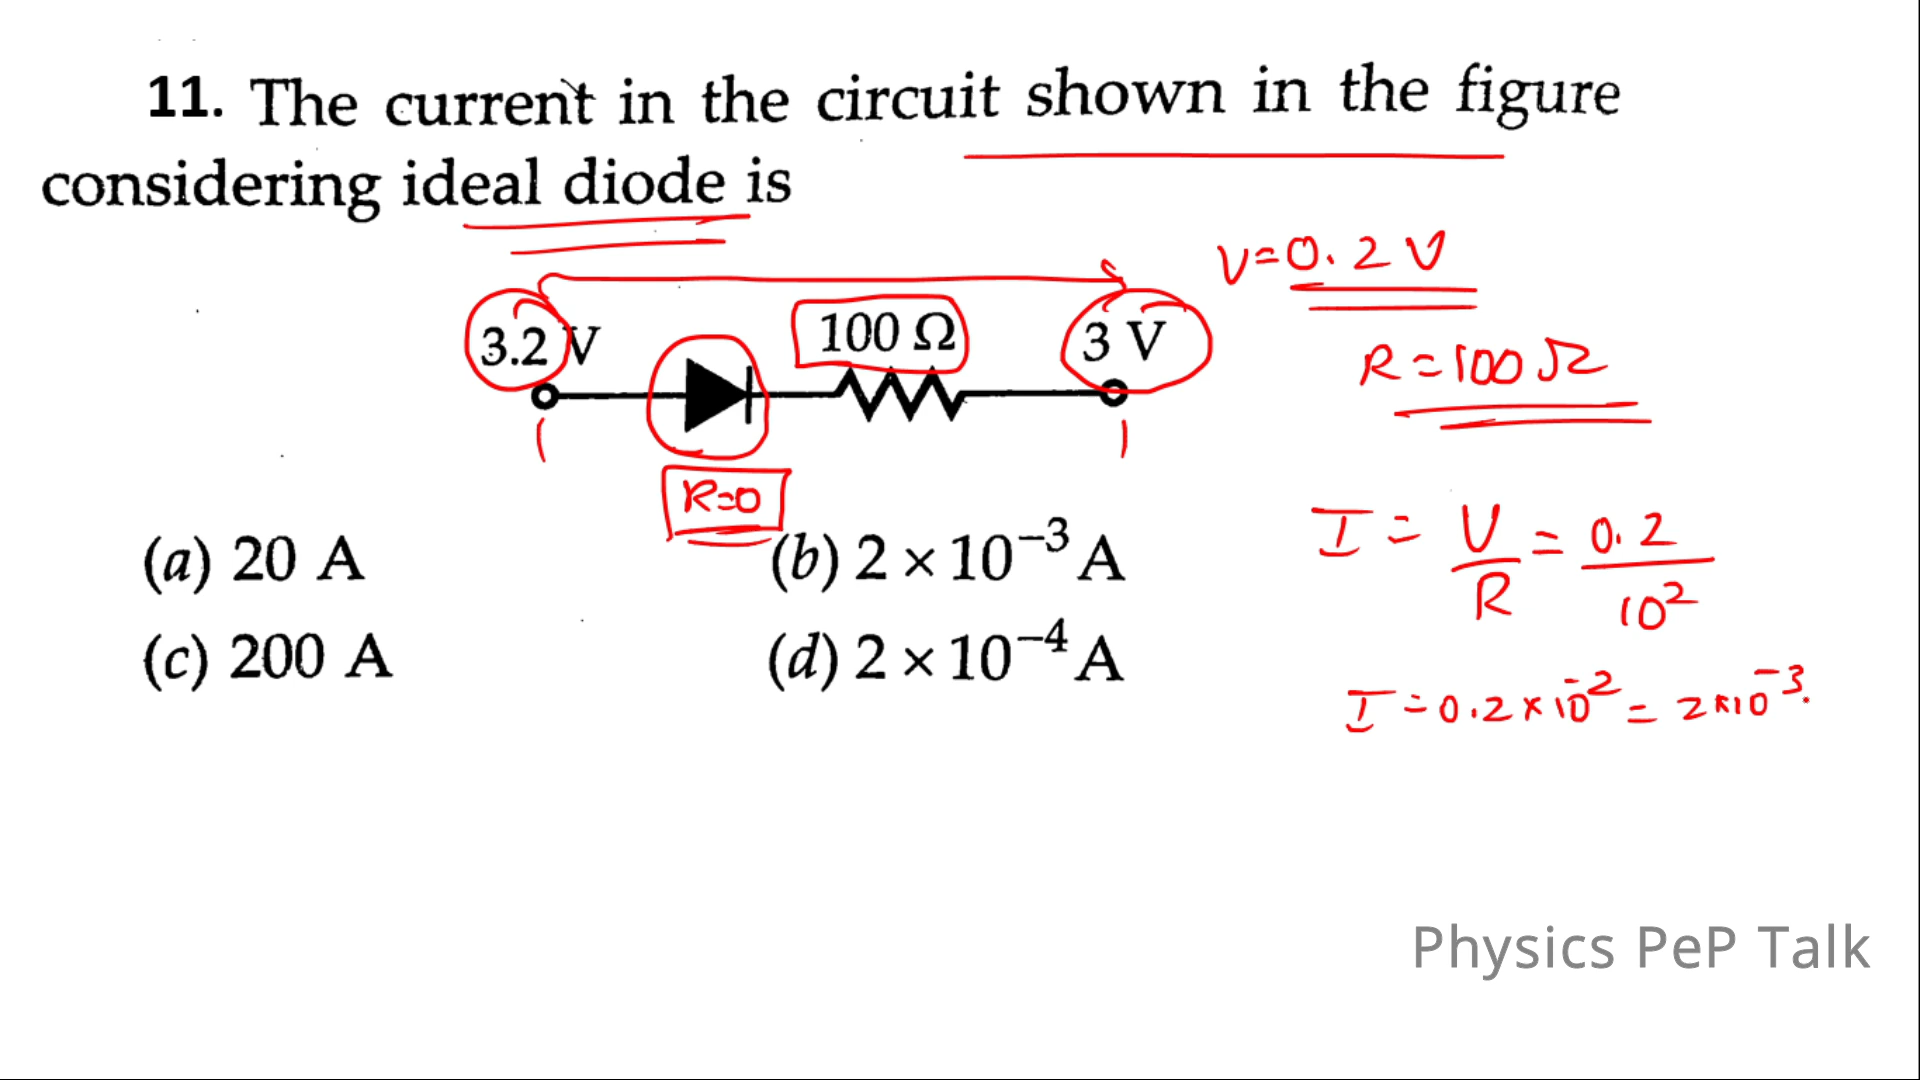 11. The current in the circuit shown in the figure
considering ideal diode is
V=0.2 V
3.2 V
100 Ω
3 V
R=100Ω
R=0
(a) 20 A
(b) 2 × 10⁻³ A
I = V/R = 0.2/10²
(c) 200 A
(d) 2 × 10⁻⁴ A
I=0.2×10⁻² = 2×10⁻³.
Physics PeP Talk